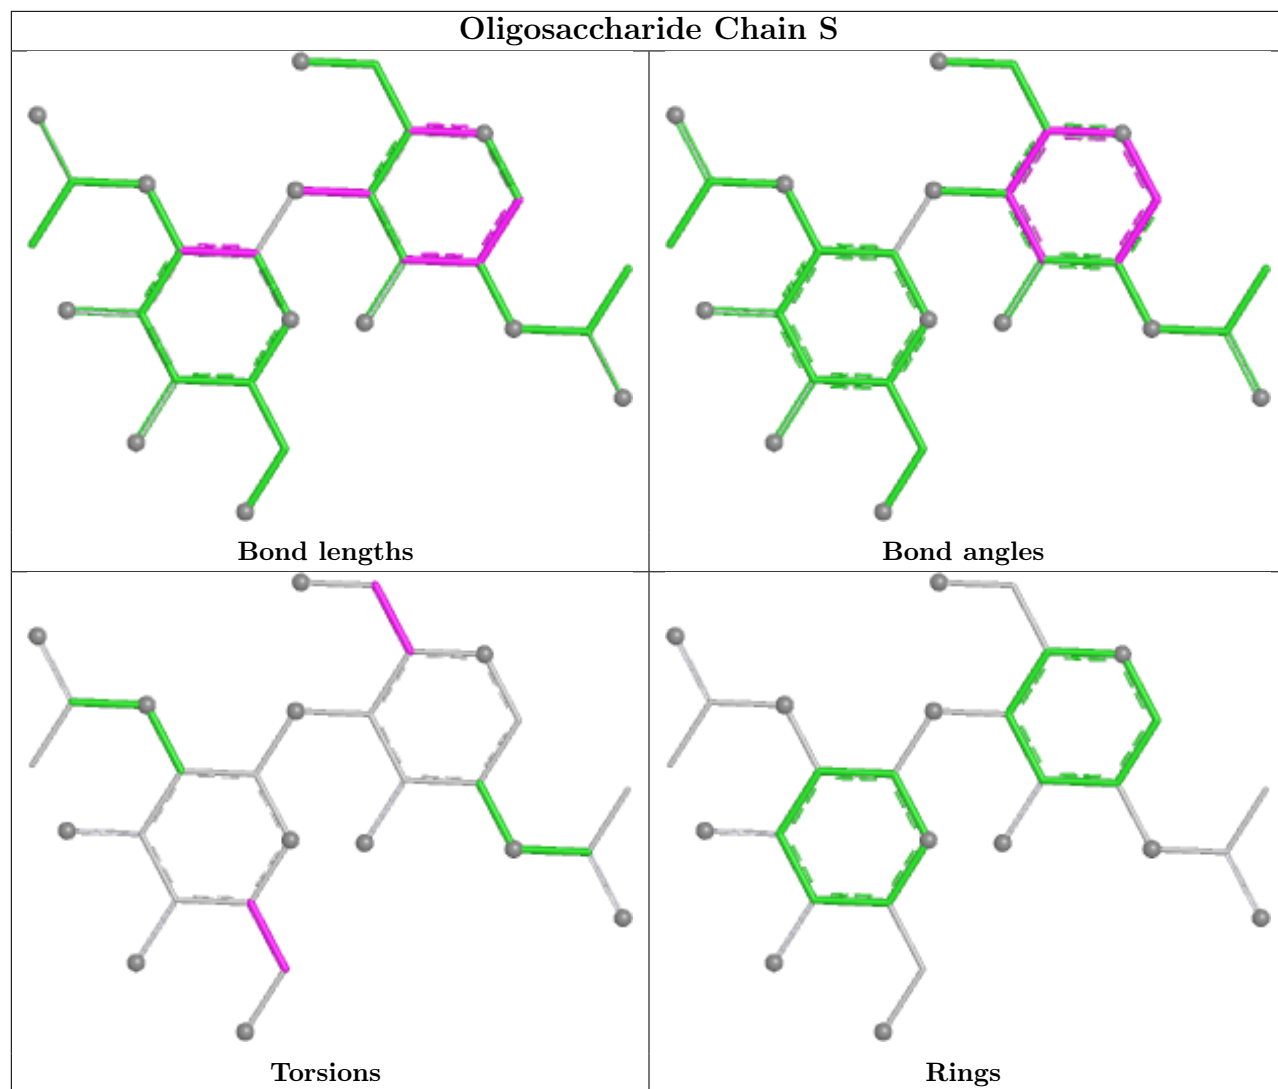 Oligosaccharide Chain S
Bond lengths
Bond angles
Torsions
Rings